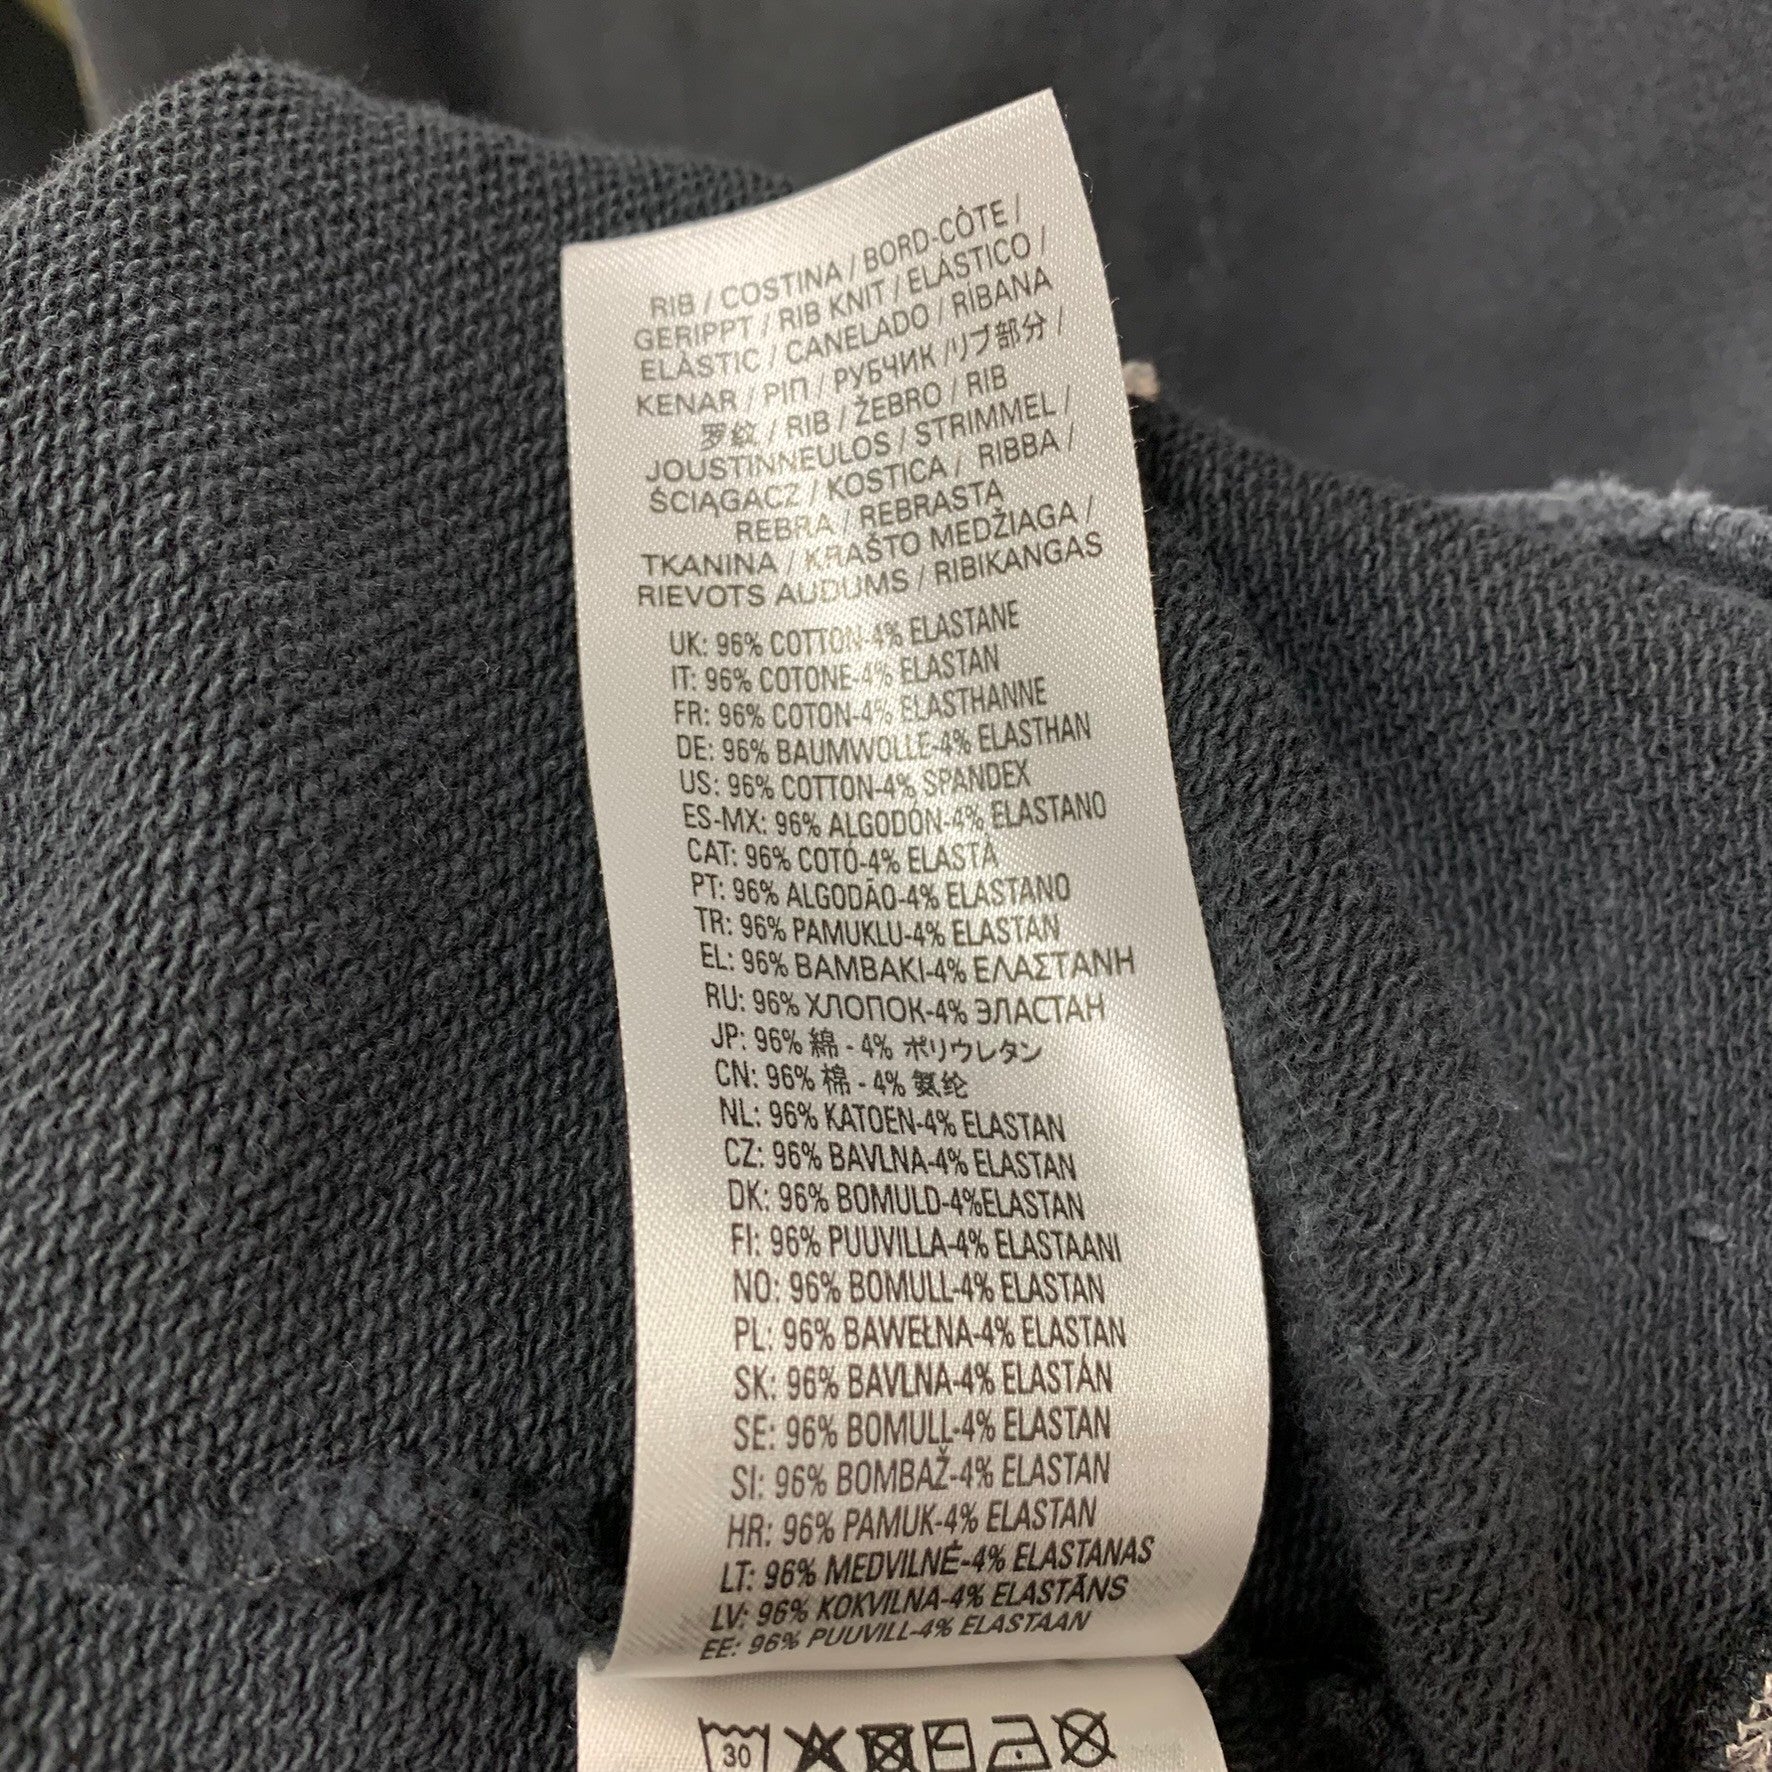 RIB / COSTINA / BORD-CÔTE /
GERIPPT / RIB KNIT / ELÁSTICO /
ELÀSTIC / CANELADO / RİBANA
KENAR / ΡΙΠ / РУБЧИК /リブ部分 /
罗纹 / RIB / ŽEBRO / RIB
JOUSTINNEULOS / STRIMMEL /
ŚCIĄGACZ / KOSTICA / RIBBA /
REBRA / REBRASTA
TKANINA / KRAŠTO MEDŽIAGA /
RIEVOTS AUDUMS / RIBIKANGAS
UK: 96% COTTON-4% ELASTANE
IT: 96% COTONE-4% ELASTAN
FR: 96% COTON-4% ELASTHANNE
DE: 96% BAUMWOLLE-4% ELASTHAN
US: 96% COTTON-4% SPANDEX
ES-MX: 96% ALGODÓN-4% ELASTANO
CAT: 96% COTÓ-4% ELASTÀ
PT: 96% ALGODÃO-4% ELASTANO
TR: 96% PAMUKLU-4% ELASTAN
EL: 96% ΒΑΜΒΑΚΙ-4% ΕΛΑΣΤΑΝΗ
RU: 96% ХЛОПОК-4% ЭЛАСТАН
JP: 96% 綿 - 4% ポリウレタン
CN: 96% 棉 - 4% 氨纶
NL: 96% KATOEN-4% ELASTAN
CZ: 96% BAVLNA-4% ELASTAN
DK: 96% BOMULD-4%ELASTAN
FI: 96% PUUVILLA-4% ELASTAANI
NO: 96% BOMULL-4% ELASTAN
PL: 96% BAWEŁNA-4% ELASTAN
SK: 96% BAVLNA-4% ELASTÁN
SE: 96% BOMULL-4% ELASTAN
SI: 96% BOMBAŽ-4% ELASTAN
HR: 96% PAMUK-4% ELASTAN
LT: 96% MEDVILNĖ-4% ELASTANAS
LV: 96% KOKVILNA-4% ELASTĀNS
EE: 96% PUUVILL-4% ELASTAAN
30